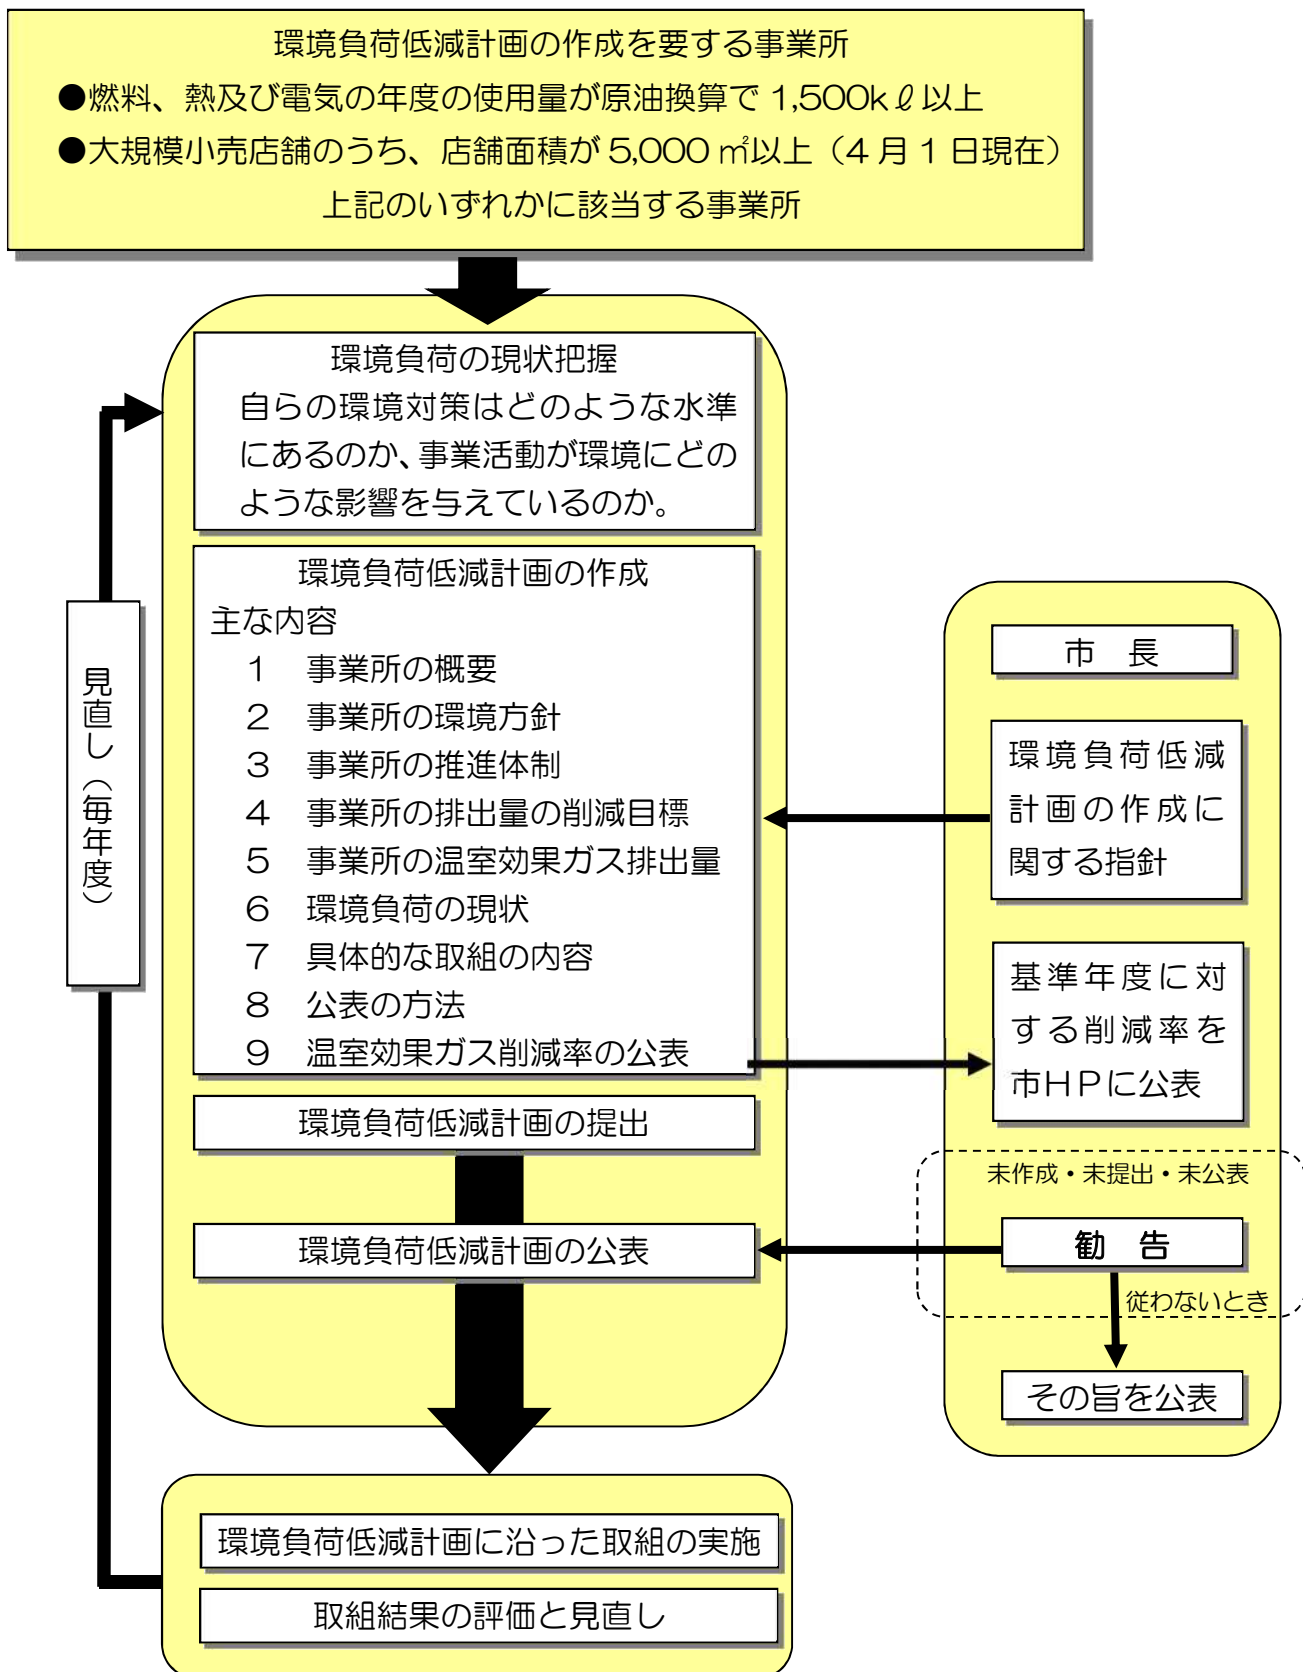 環境負荷低減計画の作成を要する事業所
●燃料、熱及び電気の年度の使用量が原油換算で 1,500kℓ以上
●大規模小売店舗のうち、店舗面積が 5,000 ㎡以上（4 月 1 日現在）
上記のいずれかに該当する事業所
環境負荷の現状把握
自らの環境対策はどのような水準
にあるのか、事業活動が環境にどの
ような影響を与えているのか。
環境負荷低減計画の作成
主な内容
１　事業所の概要
２　事業所の環境方針
３　事業所の推進体制
４　事業所の排出量の削減目標
５　事業所の温室効果ガス排出量
６　環境負荷の現状
７　具体的な取組の内容
８　公表の方法
９　温室効果ガス削減率の公表
環境負荷低減計画の提出
環境負荷低減計画の公表
環境負荷低減計画に沿った取組の実施
取組結果の評価と見直し
見直し（毎年度）
市　長
環境負荷低減
計画の作成に
関する指針
基準年度に対
する削減率を
市ＨＰに公表
未作成・未提出・未公表
勧　告
従わないとき
その旨を公表